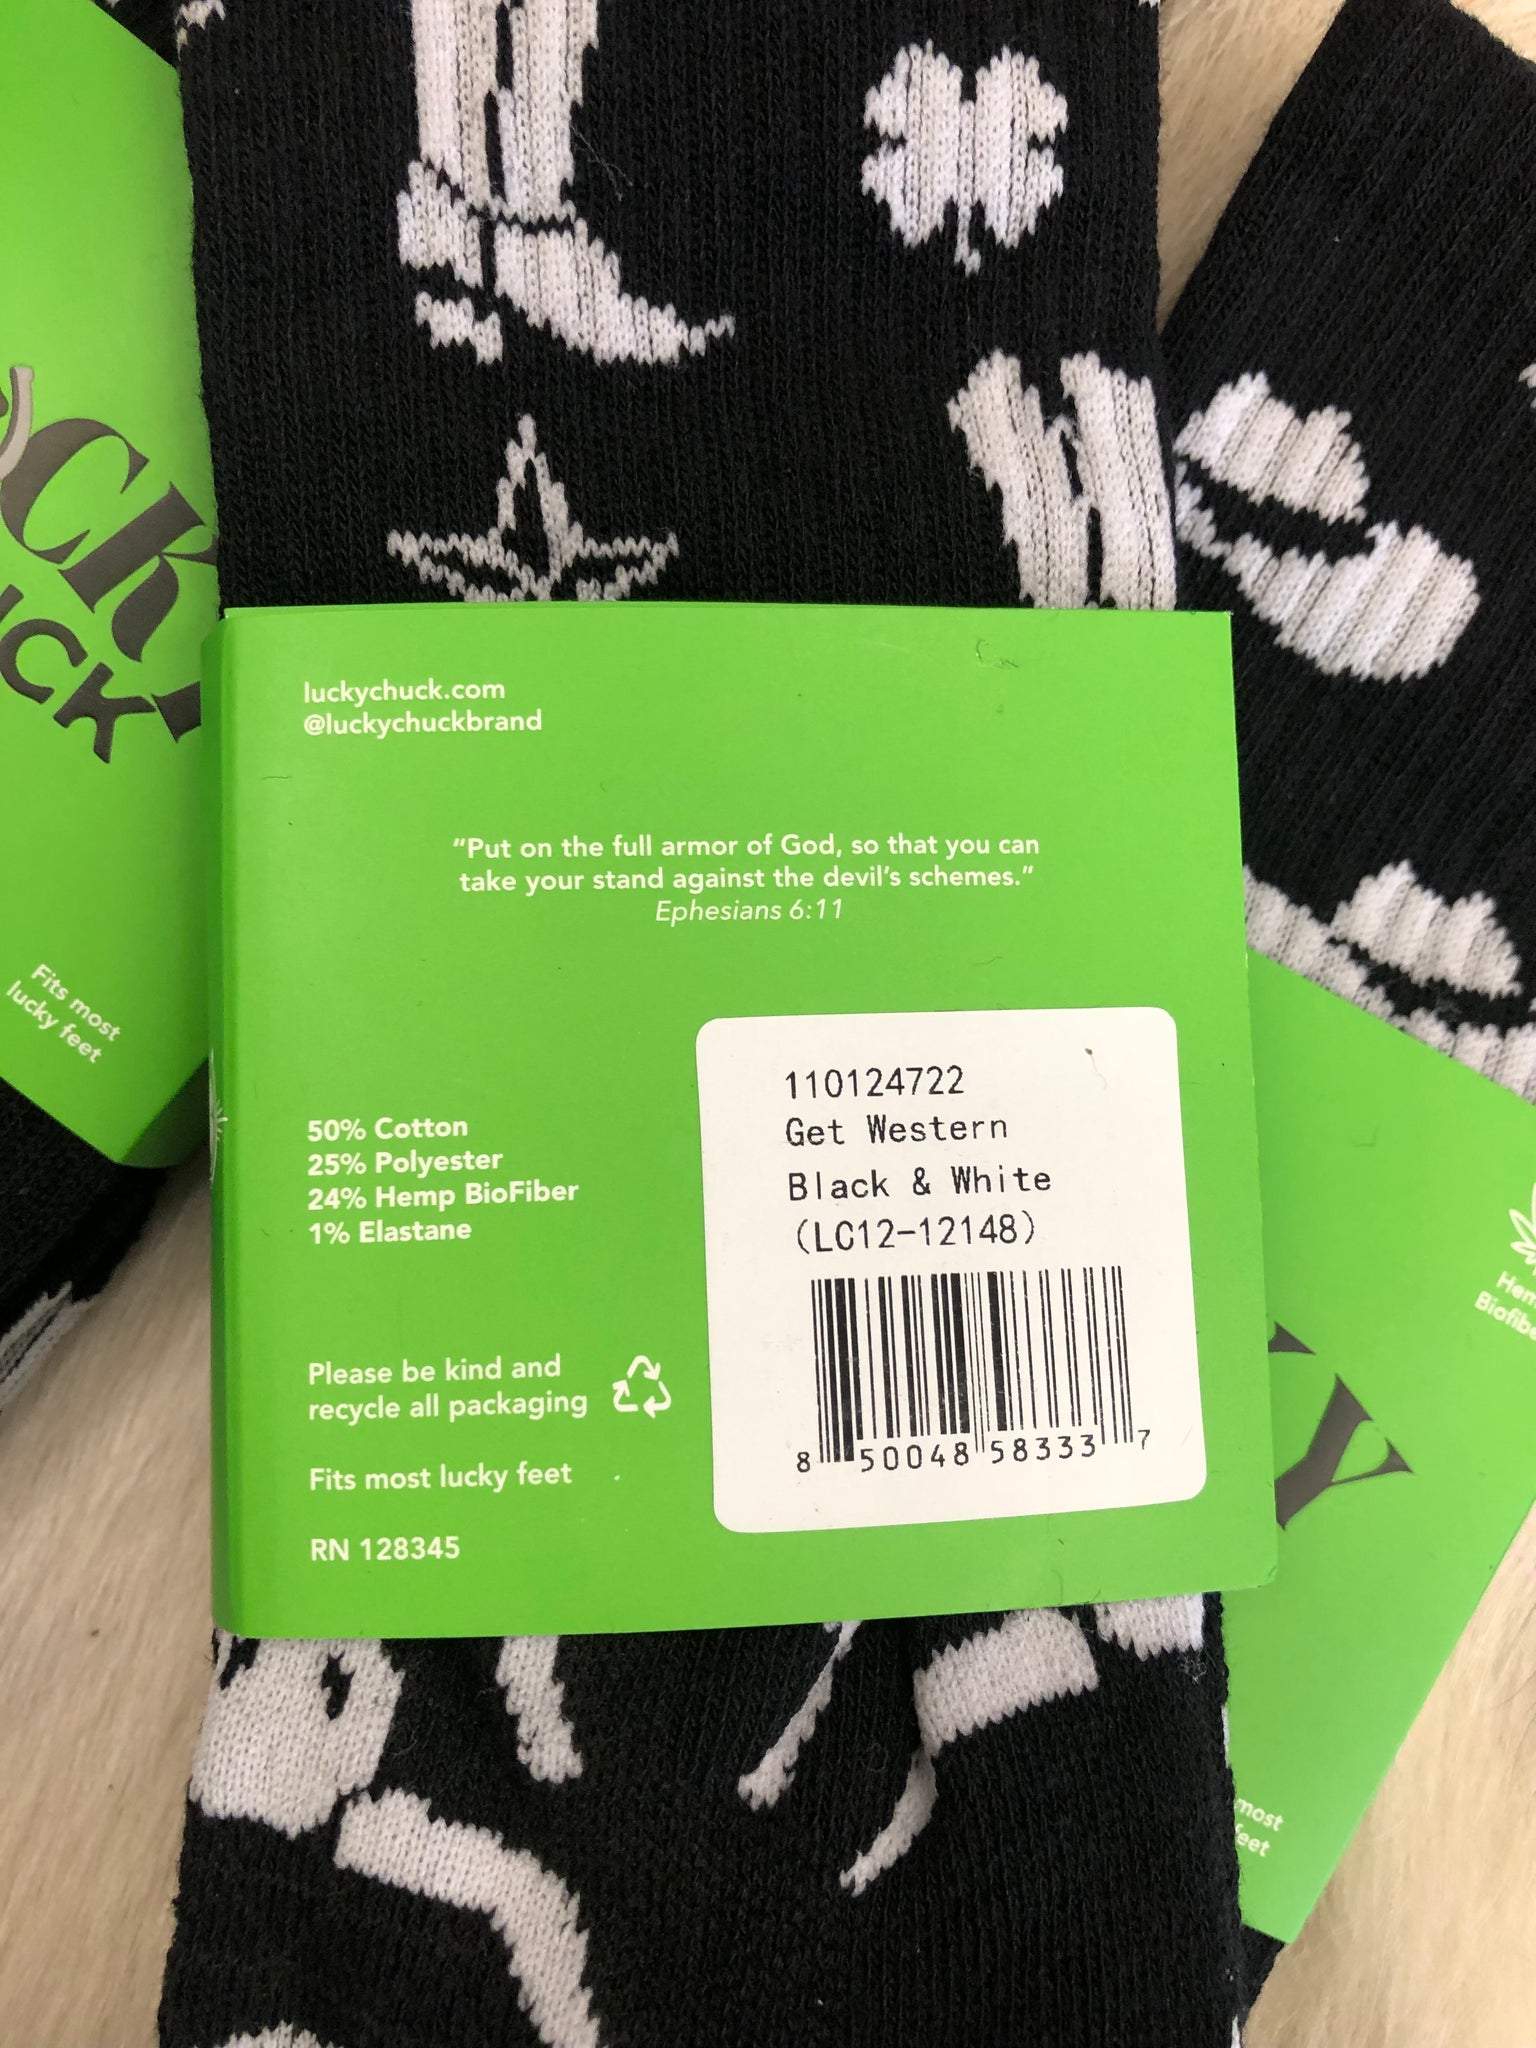 luckychuck.com
@luckychuckbrand
"Put on the full armor of God, so that you can
take your stand against the devil's schemes."
Ephesians 6:11
50% Cotton
25% Polyester
24% Hemp BioFiber
1% Elastane
Please be kind and
recycle all packaging
Fits most lucky feet
RN 128345
110124722
Get Western
Black & White
(LC12-12148)
8 50048 58333 7
Fits most
lucky feet